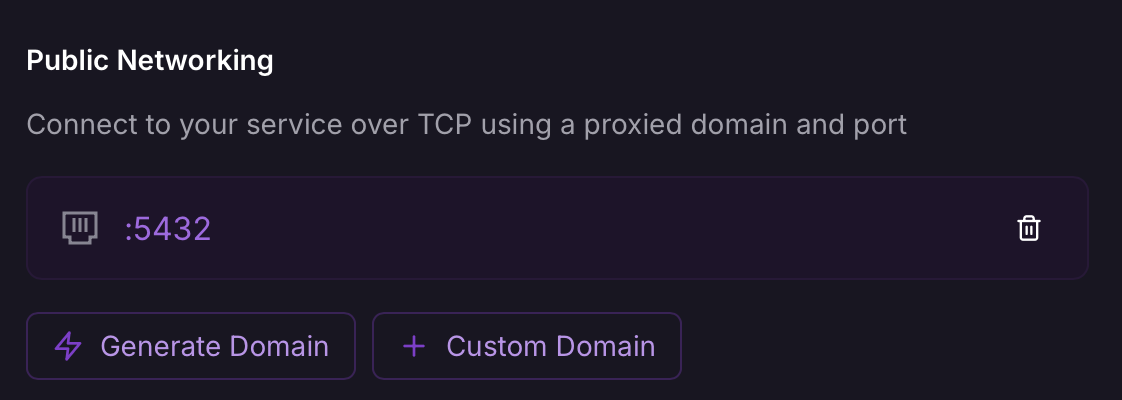 Public Networking
Connect to your service over TCP using a proxied domain and port
:5432
Generate Domain
Custom Domain